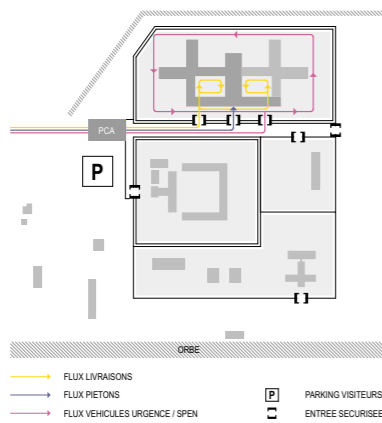 PCA
P
ORBE
FLUX LIVRAISONS
FLUX PIETONS
P PARKING VISITEURS
FLUX VEHICULES URGENCE / SPEN
ENTREE SECURISEE